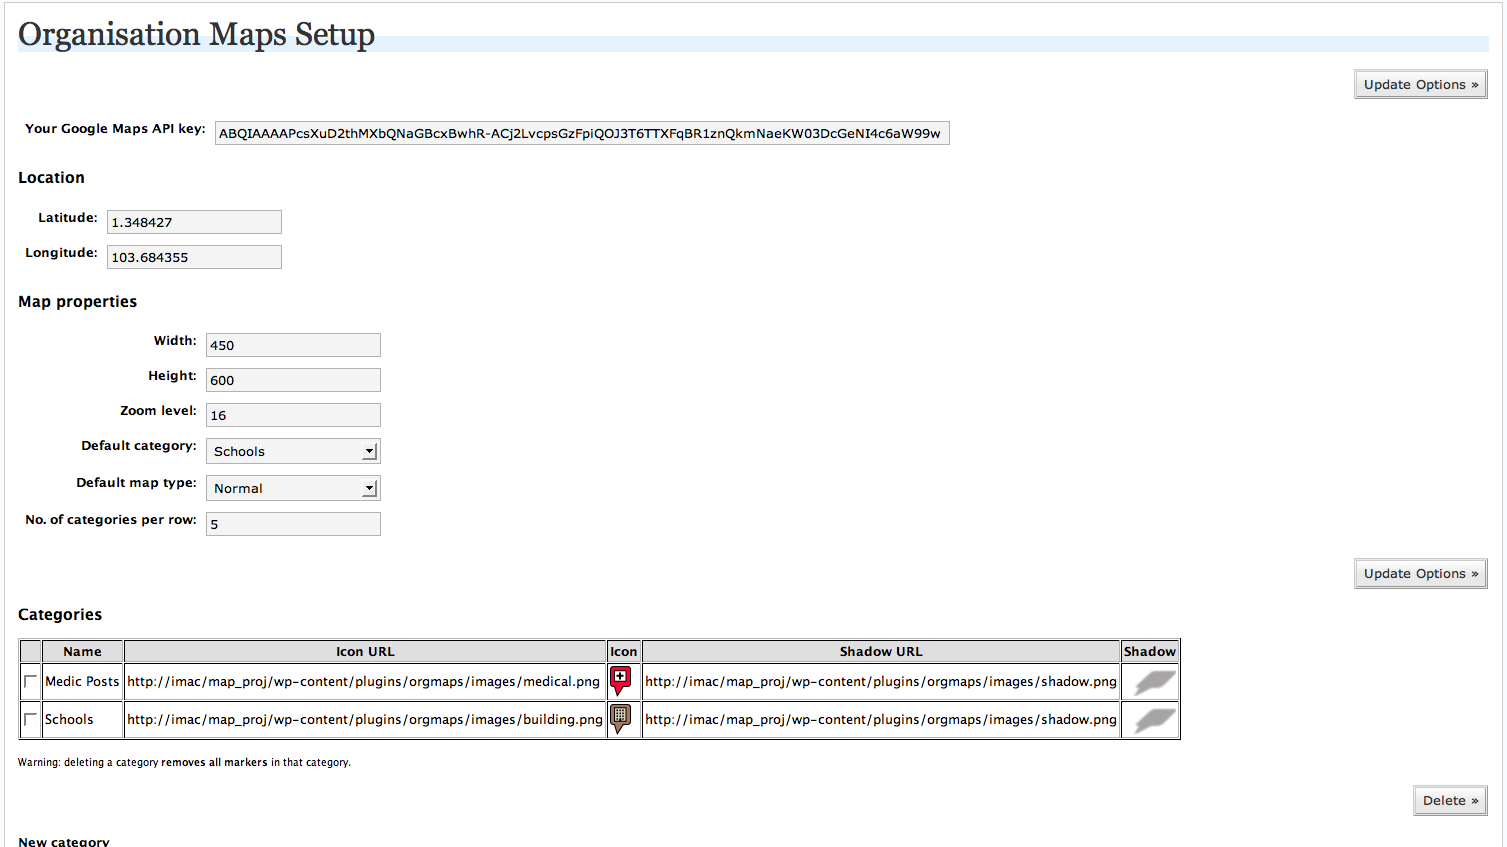 Organisation Maps Setup
Update Options »
Your Google Maps API key: ABQIAAAAPcsXuD2thMXbQNaGBcxBwhR-ACj2LvcpsGzFpiQOJ3T6TTXFqBR1znQkmNaeKW03DcGeNI4c6aW99w
Location
Latitude: 1.348427
Longitude: 103.684355
Map properties
Width: 450
Height: 600
Zoom level: 16
Default category: Schools
Default map type: Normal
No. of categories per row: 5
Update Options »
Categories
Name Icon URL Icon Shadow URL Shadow
Medic Posts http://imac/map_proj/wp-content/plugins/orgmaps/images/medical.png http://imac/map_proj/wp-content/plugins/orgmaps/images/shadow.png
Schools http://imac/map_proj/wp-content/plugins/orgmaps/images/building.png http://imac/map_proj/wp-content/plugins/orgmaps/images/shadow.png
Warning: deleting a category removes all markers in that category.
Delete »
New category